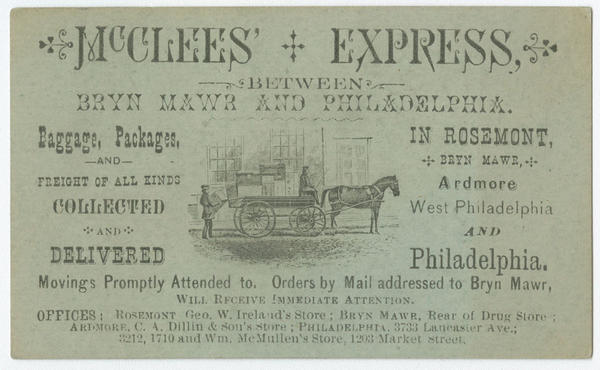 McCLEES' EXPRESS,
BETWEEN
BRYN MAWR AND PHILADELPHIA.
Baggage, Packages,
AND
FREIGHT OF ALL KINDS
COLLECTED
AND
DELIVERED
IN ROSEMONT,
BRYN MAWR,
Ardmore
West Philadelphia
AND
Philadelphia.
Movings Promptly Attended to. Orders by Mail addressed to Bryn Mawr,
WILL RECEIVE IMMEDIATE ATTENTION.
OFFICES; ROSEMONT Geo. W. Ireland's Store; BRYN MAWR, Rear of Drug Store;
ARDMORE, C. A. Dillin & Son's Store; PHILADELPHIA, 3733 Lancaster Ave.;
3212, 1710 and Wm. McMullen's Store, 1203 Market Street.